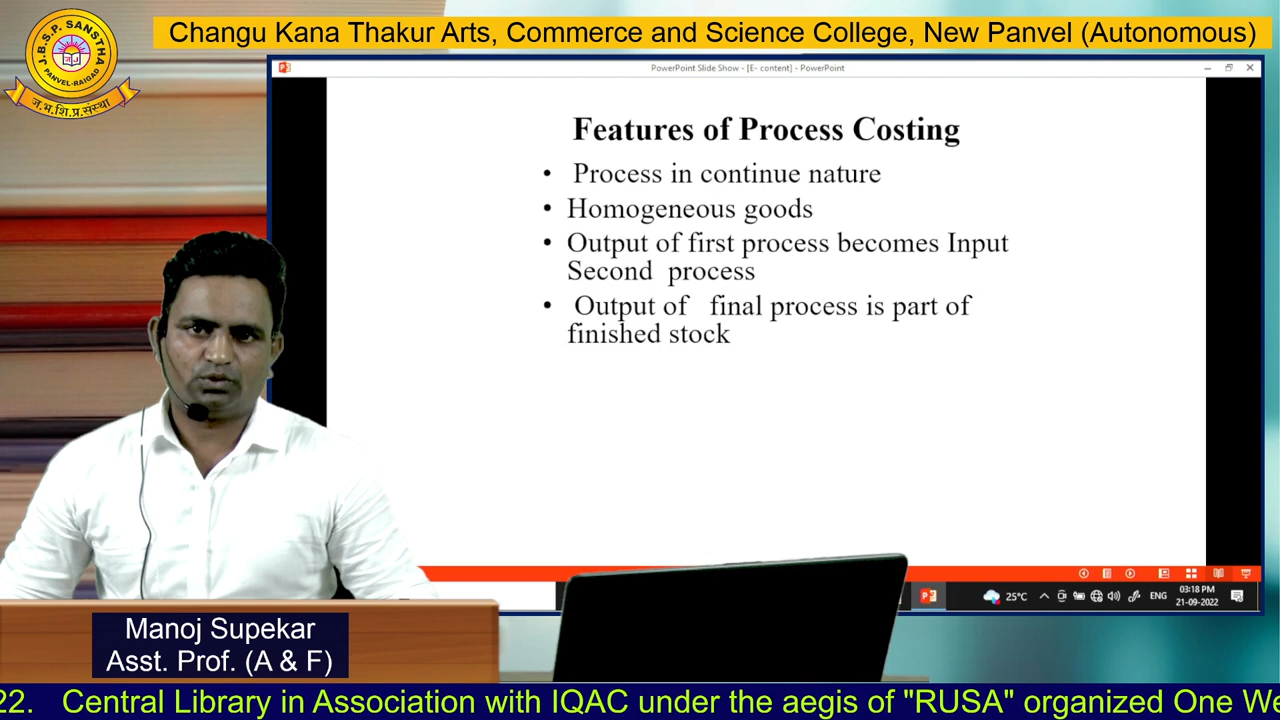 Changu Kana Thakur Arts, Commerce and Science College, New Panvel (Autonomous)
J.B.S.P. SANSTHA
PANVEL-RAIGAD
ज.भ.शि.प्र.संस्था
PowerPoint Slide Show - [E- content] - PowerPoint
Features of Process Costing
• Process in continue nature
• Homogeneous goods
• Output of first process becomes Input
Second process
• Output of final process is part of
finished stock
25°C
ENG
03:18 PM
21-09-2022
Manoj Supekar
Asst. Prof. (A & F)
22. Central Library in Association with IQAC under the aegis of "RUSA" organized One We